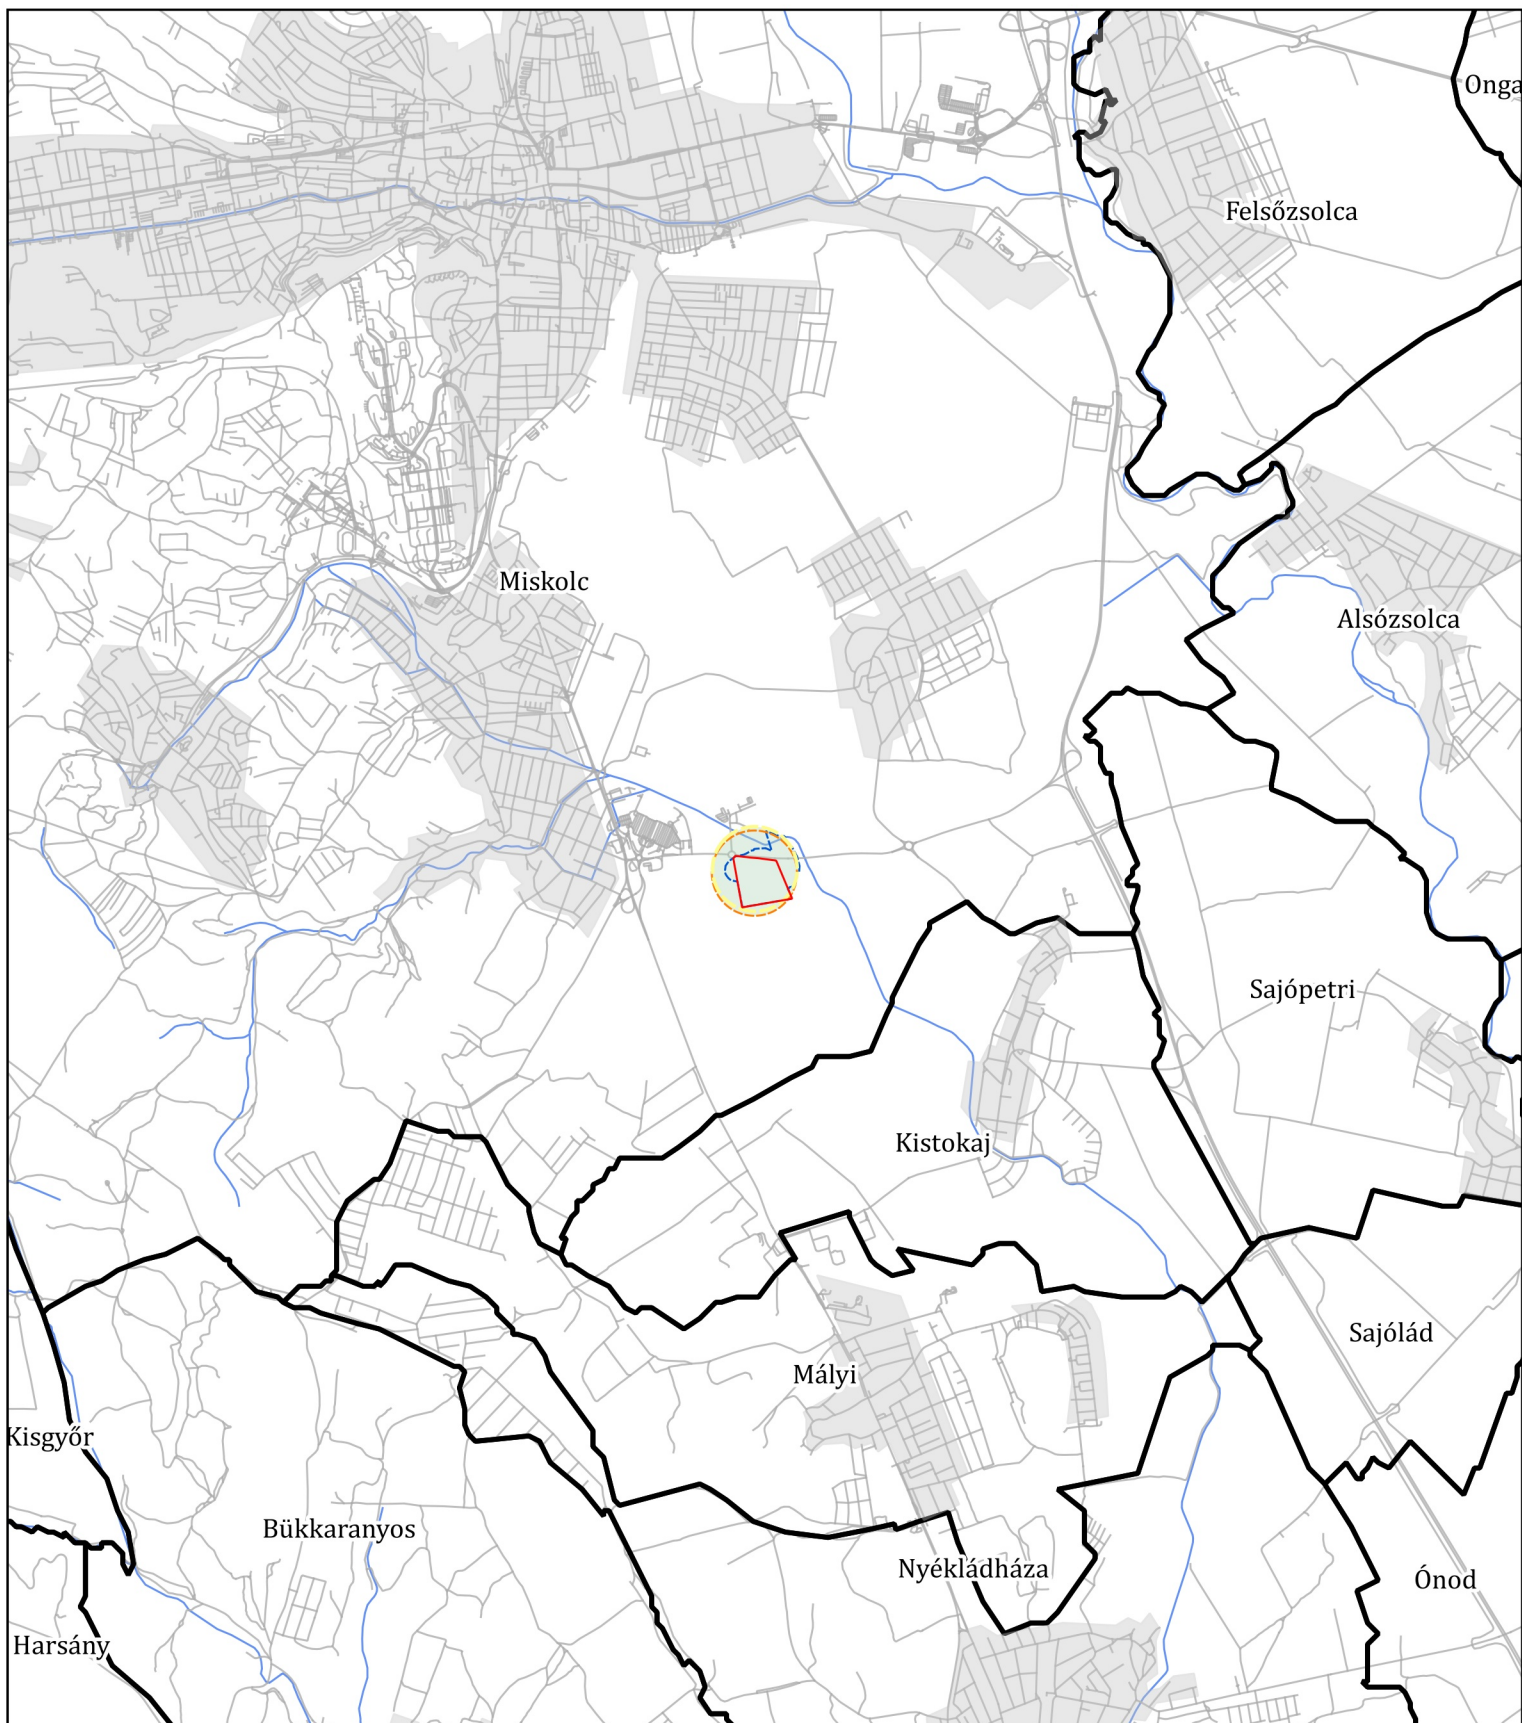 Onga
Felsőzsolca
Miskolc
Alsózsolca
Sajópetri
Kistokaj
Sajólád
Mályi
Kisgyőr
Bükkaranyos
Nyékládháza
Ónod
Harsány